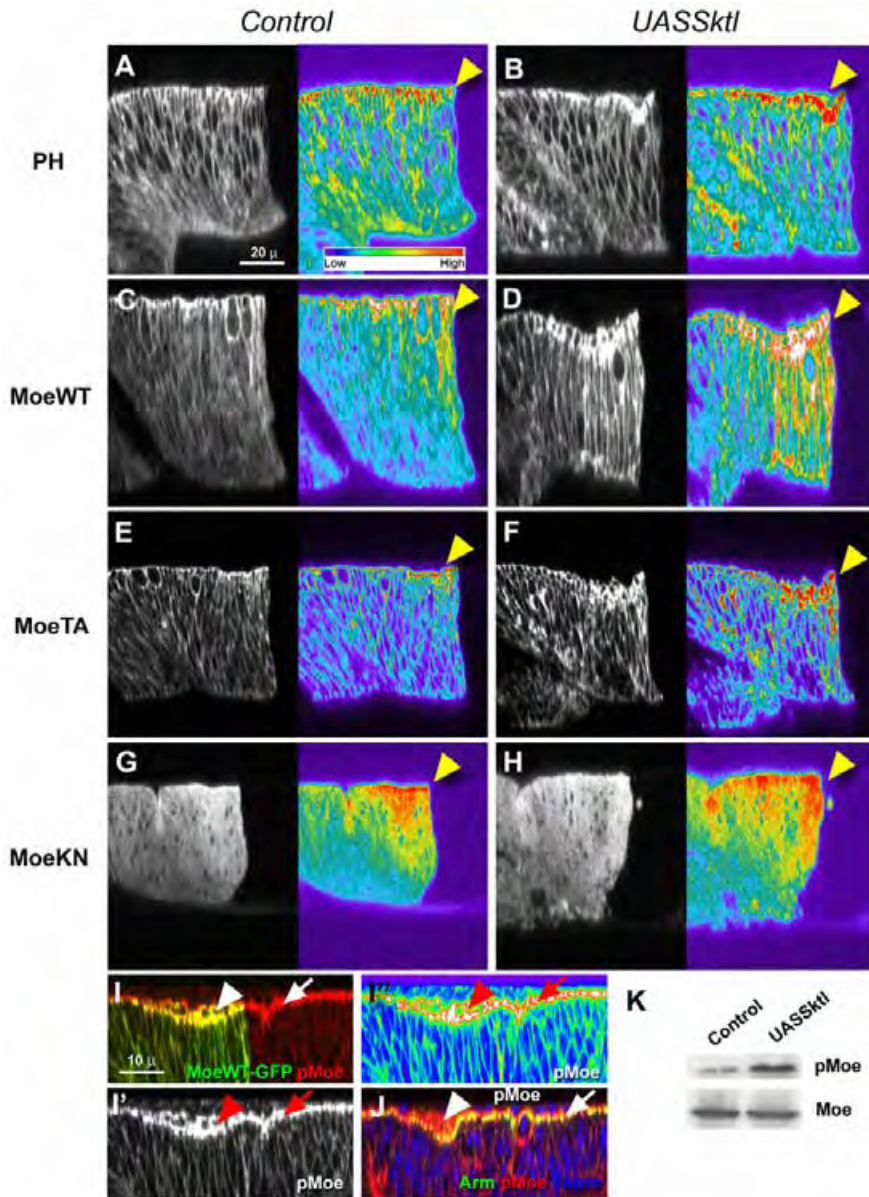 Control UASSktl
A B
PH
20 μ
Low High
C D
MoeWT
E F
MoeTA
G H
MoeKN
I I"
MoeWT-GFP pMoe
10 μ
pMoe
I' J
pMoe
pMoe
Arm pMoe
K
Control UASSktl
pMoe
Moe